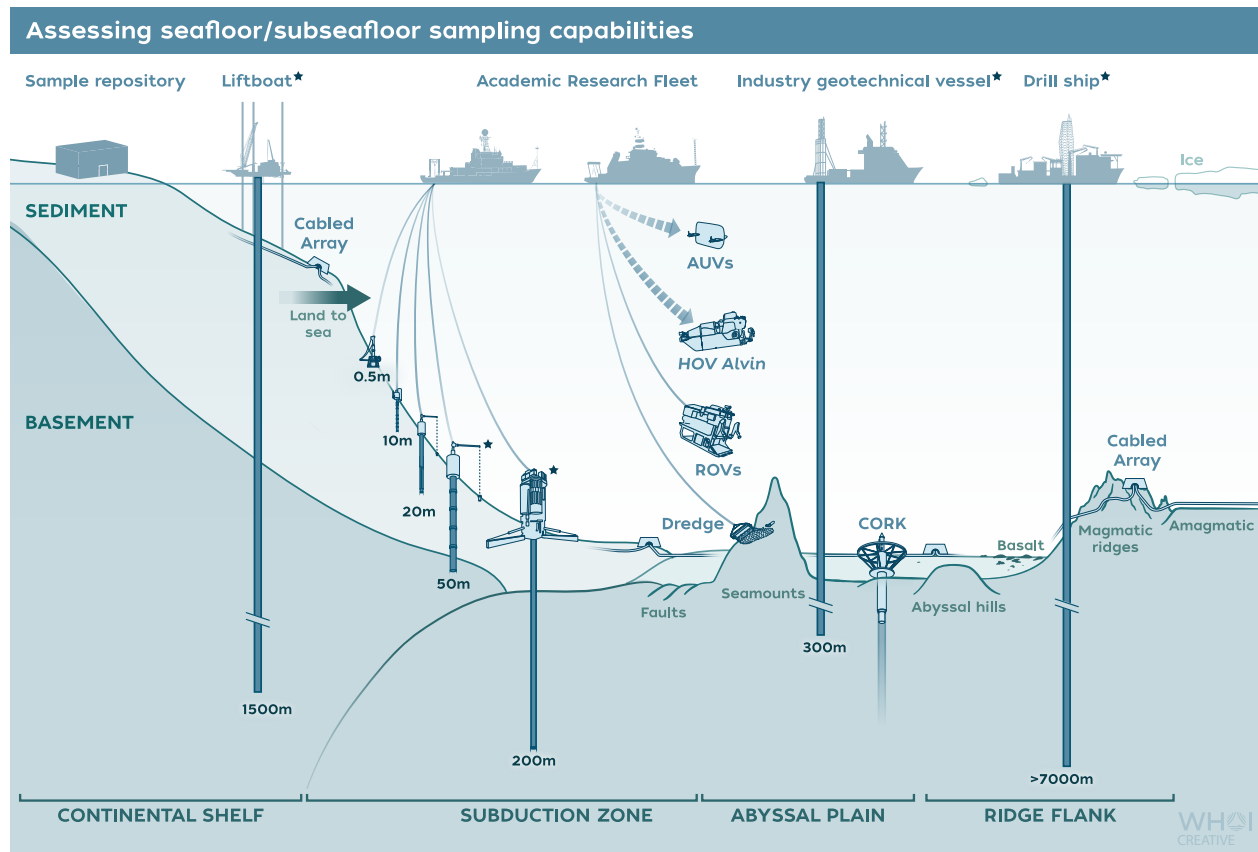 Assessing seafloor/subseafloor sampling capabilities
Sample repository
Liftboat★
Academic Research Fleet
Industry geotechnical vessel★
Drill ship★
Ice
SEDIMENT
Cabled
Array
AUVs
Land to
sea
HOV Alvin
0.5m
BASEMENT
10m
★
Cabled
Array
ROVs
★
20m
Dredge
CORK
Magmatic
ridges
Amagmatic
Basalt
50m
Faults
Seamounts
Abyssal hills
300m
1500m
200m
>7000m
CONTINENTAL SHELF
SUBDUCTION ZONE
ABYSSAL PLAIN
RIDGE FLANK
WHOI
CREATIVE